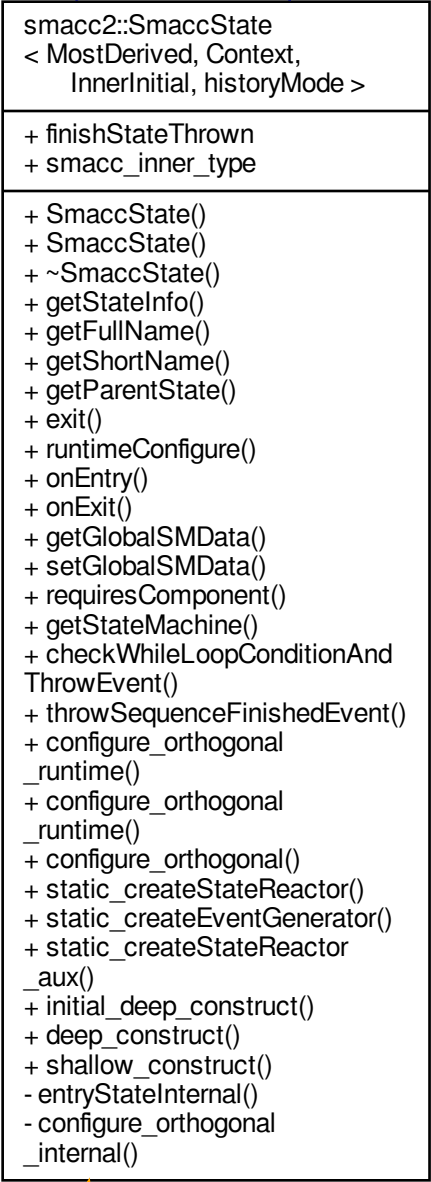 smacc2::SmaccState
< MostDerived, Context,
InnerInitial, historyMode >
+ finishStateThrown
+ smacc_inner_type
+ SmaccState()
+ SmaccState()
+ ~SmaccState()
+ getStateInfo()
+ getFullName()
+ getShortName()
+ getParentState()
+ exit()
+ runtimeConfigure()
+ onEntry()
+ onExit()
+ getGlobalSMData()
+ setGlobalSMData()
+ requiresComponent()
+ getStateMachine()
+ checkWhileLoopConditionAnd
ThrowEvent()
+ throwSequenceFinishedEvent()
+ configure_orthogonal
_runtime()
+ configure_orthogonal
_runtime()
+ configure_orthogonal()
+ static_createStateReactor()
+ static_createEventGenerator()
+ static_createStateReactor
_aux()
+ initial_deep_construct()
+ deep_construct()
+ shallow_construct()
- entryStateInternal()
- configure_orthogonal
_internal()